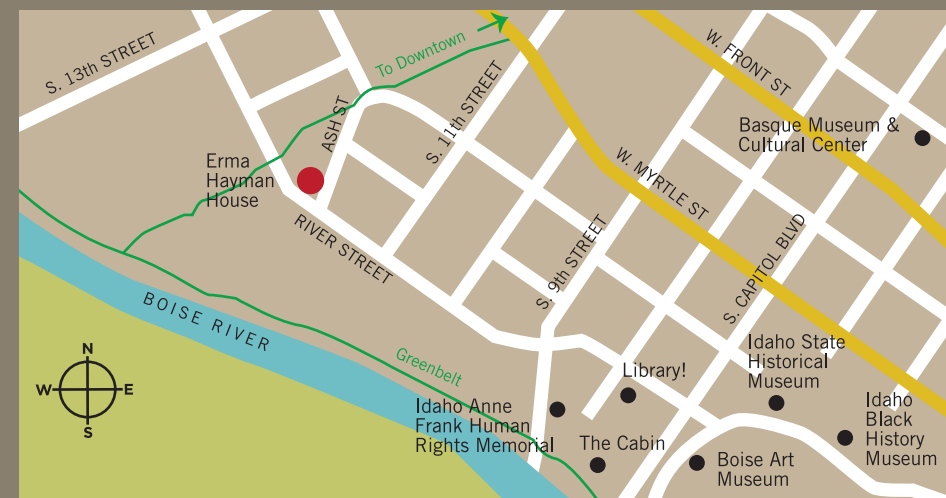 S. 13th STREET
To Downtown
W. FRONT ST
S. 11th STREET
ASH ST
Basque Museum &
Cultural Center
Erma
Hayman
House
W. MYRTLE ST
RIVER STREET
S. 9th STREET
S. CAPITOL BLVD
BOISE RIVER
Greenbelt
N
W
E
S
Idaho State
Historical
Museum
Library!
Idaho Anne
Frank Human
Rights Memorial
Idaho
Black
History
Museum
The Cabin
Boise Art
Museum